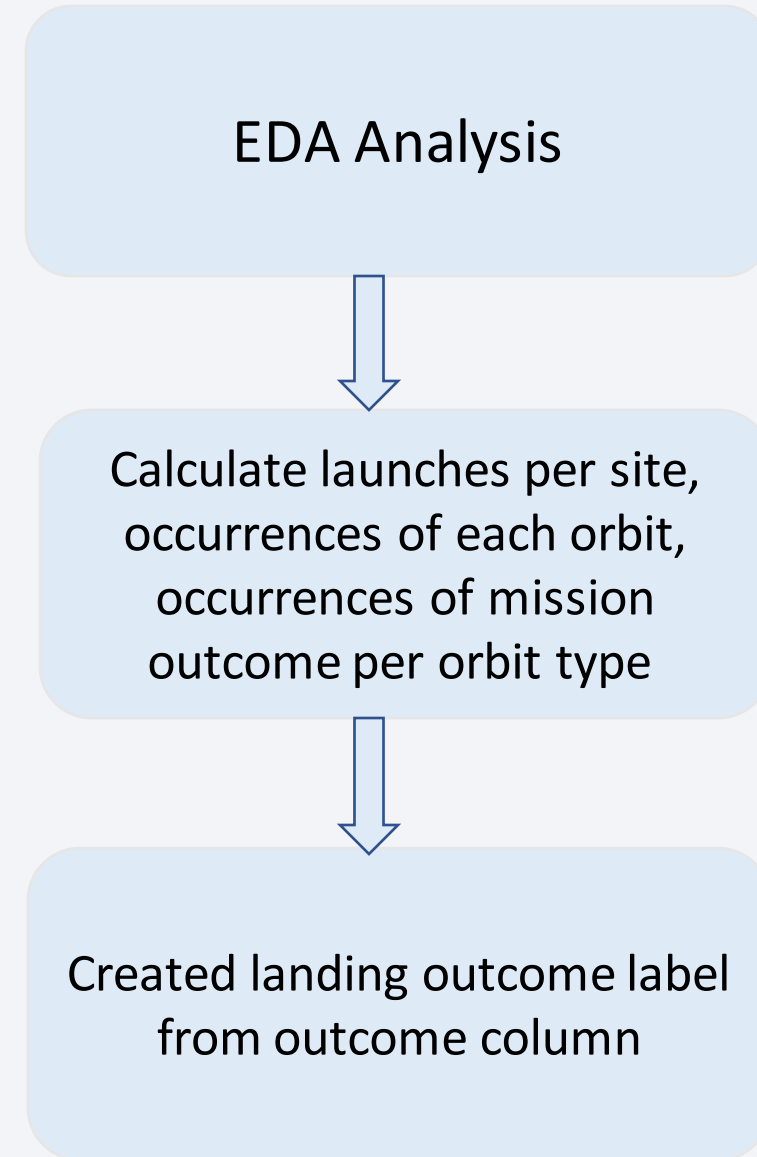 EDA Analysis
Calculate launches per site,
occurrences of each orbit,
occurrences of mission
outcome per orbit type
Created landing outcome label
from outcome column